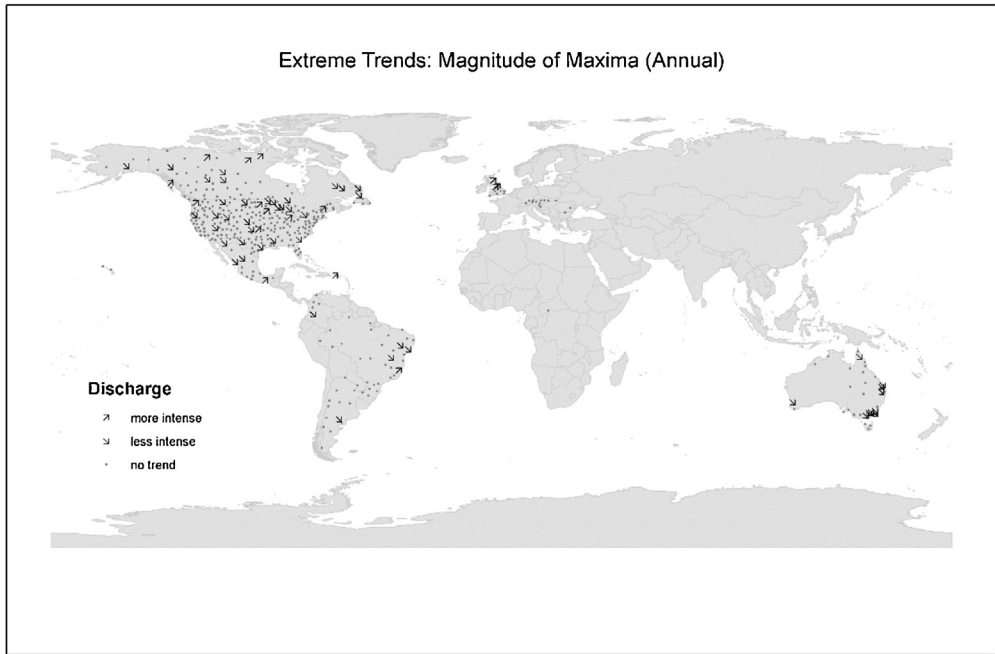 Extreme Trends: Magnitude of Maxima (Annual)
Discharge
more intense
less intense
no trend